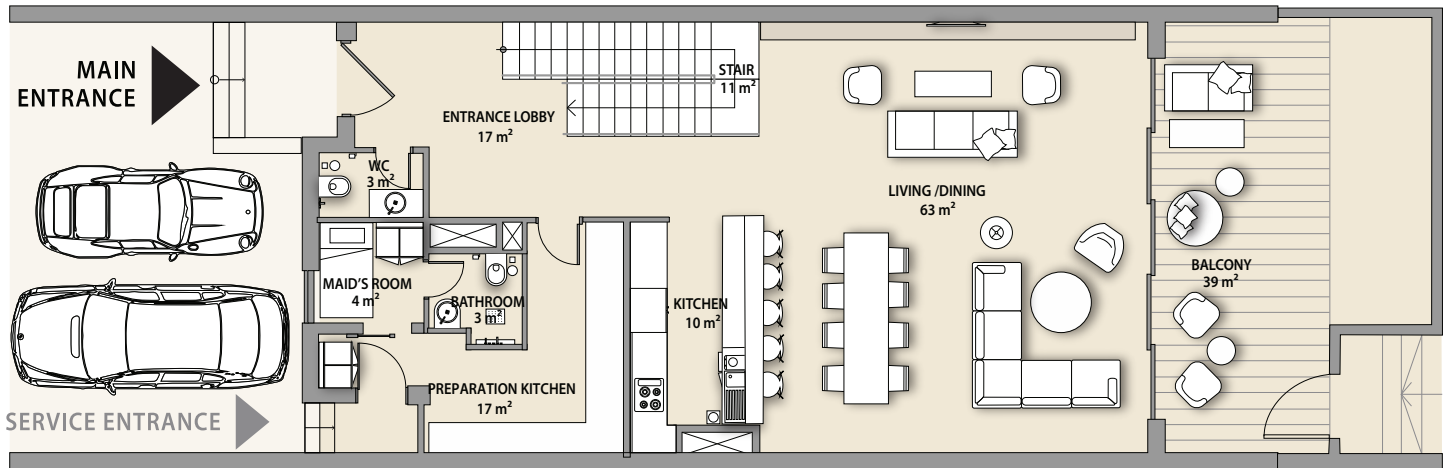 MAIN
ENTRANCE
STAIR
11 m²
ENTRANCE LOBBY
17 m²
WC
3 m²
LIVING /DINING
63 m²
MAID'S ROOM
4 m²
BATHROOM
3 m²
KITCHEN
10 m²
BALCONY
39 m²
PREPARATION KITCHEN
17 m²
SERVICE ENTRANCE